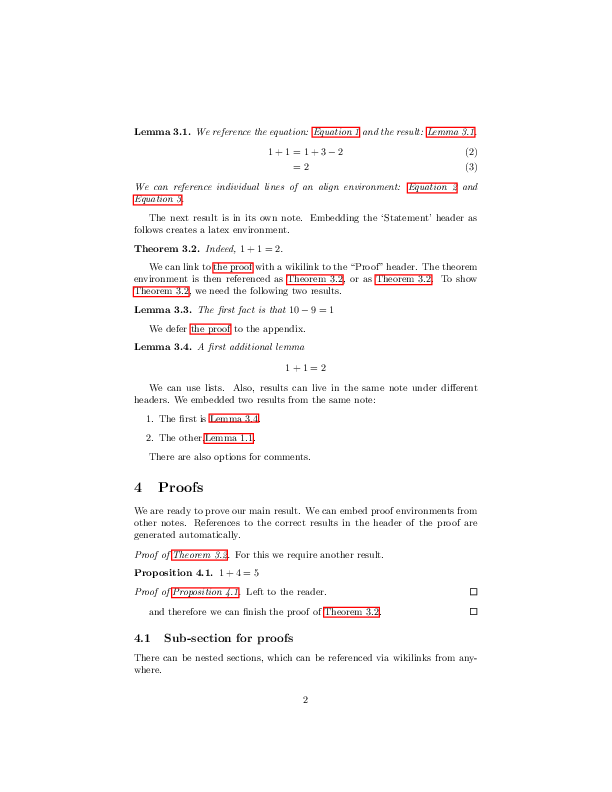 Lemma 3.1. We reference the equation: Equation 1 and the result: Lemma 3.1.
1 + 1 = 1 + 3 − 2 (2)
= 2 (3)
We can reference individual lines of an align environment: Equation 2 and
Equation 3.
The next result is in its own note. Embedding the ‘Statement’ header as
follows creates a latex environment.
Theorem 3.2. Indeed, 1 + 1 = 2.
We can link to the proof with a wikilink to the “Proof” header. The theorem
environment is then referenced as Theorem 3.2, or as Theorem 3.2. To show
Theorem 3.2, we need the following two results.
Lemma 3.3. The first fact is that 10 − 9 = 1
We defer the proof to the appendix.
Lemma 3.4. A first additional lemma
1 + 1 = 2
We can use lists. Also, results can live in the same note under different
headers. We embedded two results from the same note:
1. The first is Lemma 3.4.
2. The other Lemma 1.1.
There are also options for comments.
4 Proofs
We are ready to prove our main result. We can embed proof environments from
other notes. References to the correct results in the header of the proof are
generated automatically.
Proof of Theorem 3.2. For this we require another result.
Proposition 4.1. 1 + 4 = 5
Proof of Proposition 4.1. Left to the reader. □
and therefore we can finish the proof of Theorem 3.2. □
4.1 Sub-section for proofs
There can be nested sections, which can be referenced via wikilinks from any-
where.
2